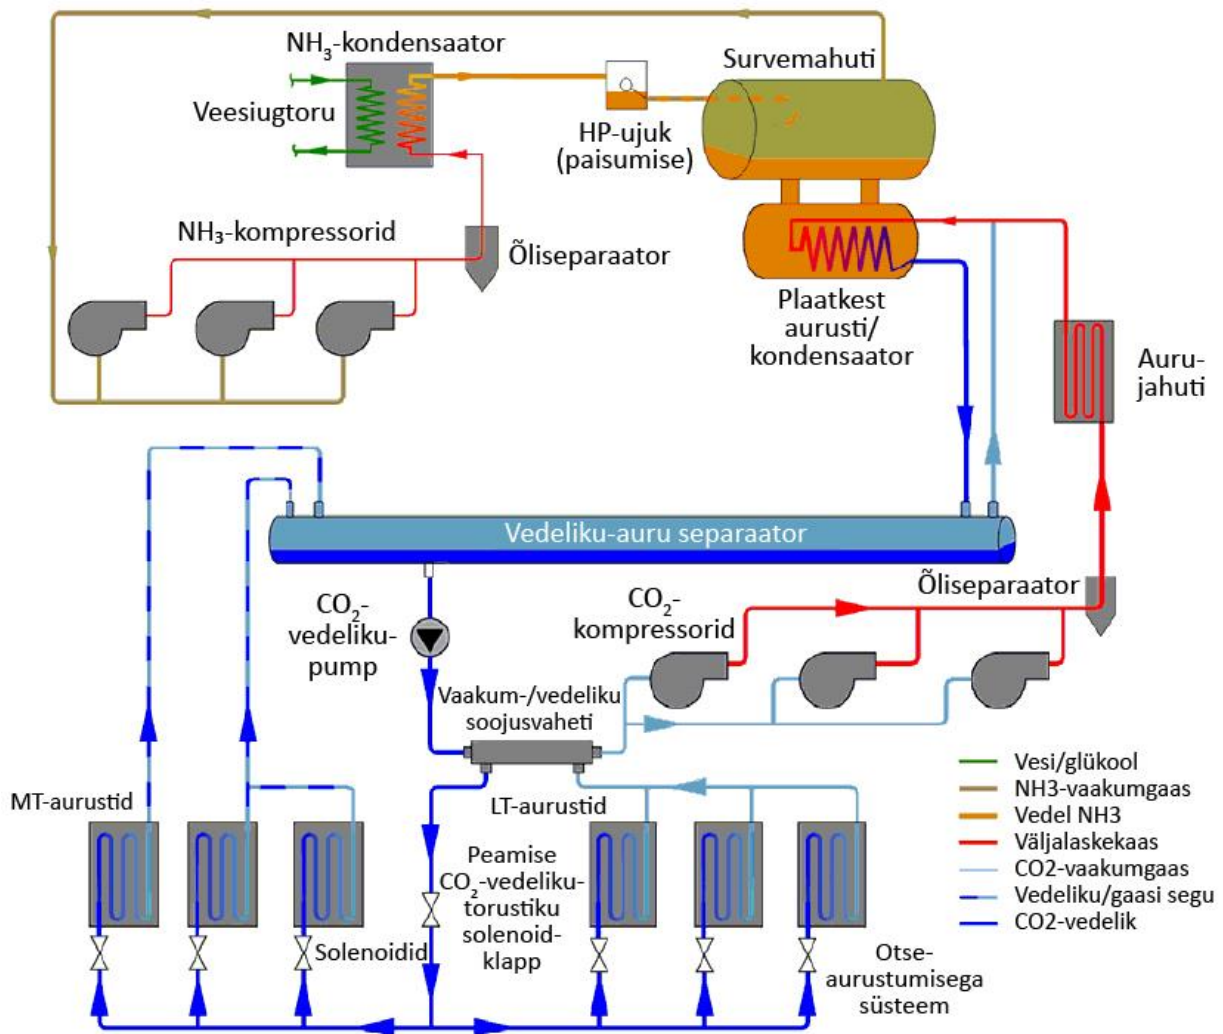 NH₃-kondensaator
Survemahuti
Veesiugtoru
HP-ujuk
(paisumise)
NH₃-kompressorid
Õliseparaator
Plaatkest
aurusti/
kondensaator
Auru-
jahuti
Vedeliku-auru separaator
CO₂-
vedeliku-
pump
CO₂-
kompressorid
Õliseparaator
Vaakum-/vedeliku
soojusvaheti
MT-aurustid
LT-aurustid
Peamise
CO₂-vedeliku-
torustiku
solenoid-
klapp
Solenoidid
Otse-
aurustumisega
süsteem
Vesi/glükool
NH3-vaakumgaas
Vedel NH3
Väljalaskekaas
CO2-vaakumgaas
Vedeliku/gaasi segu
CO2-vedelik